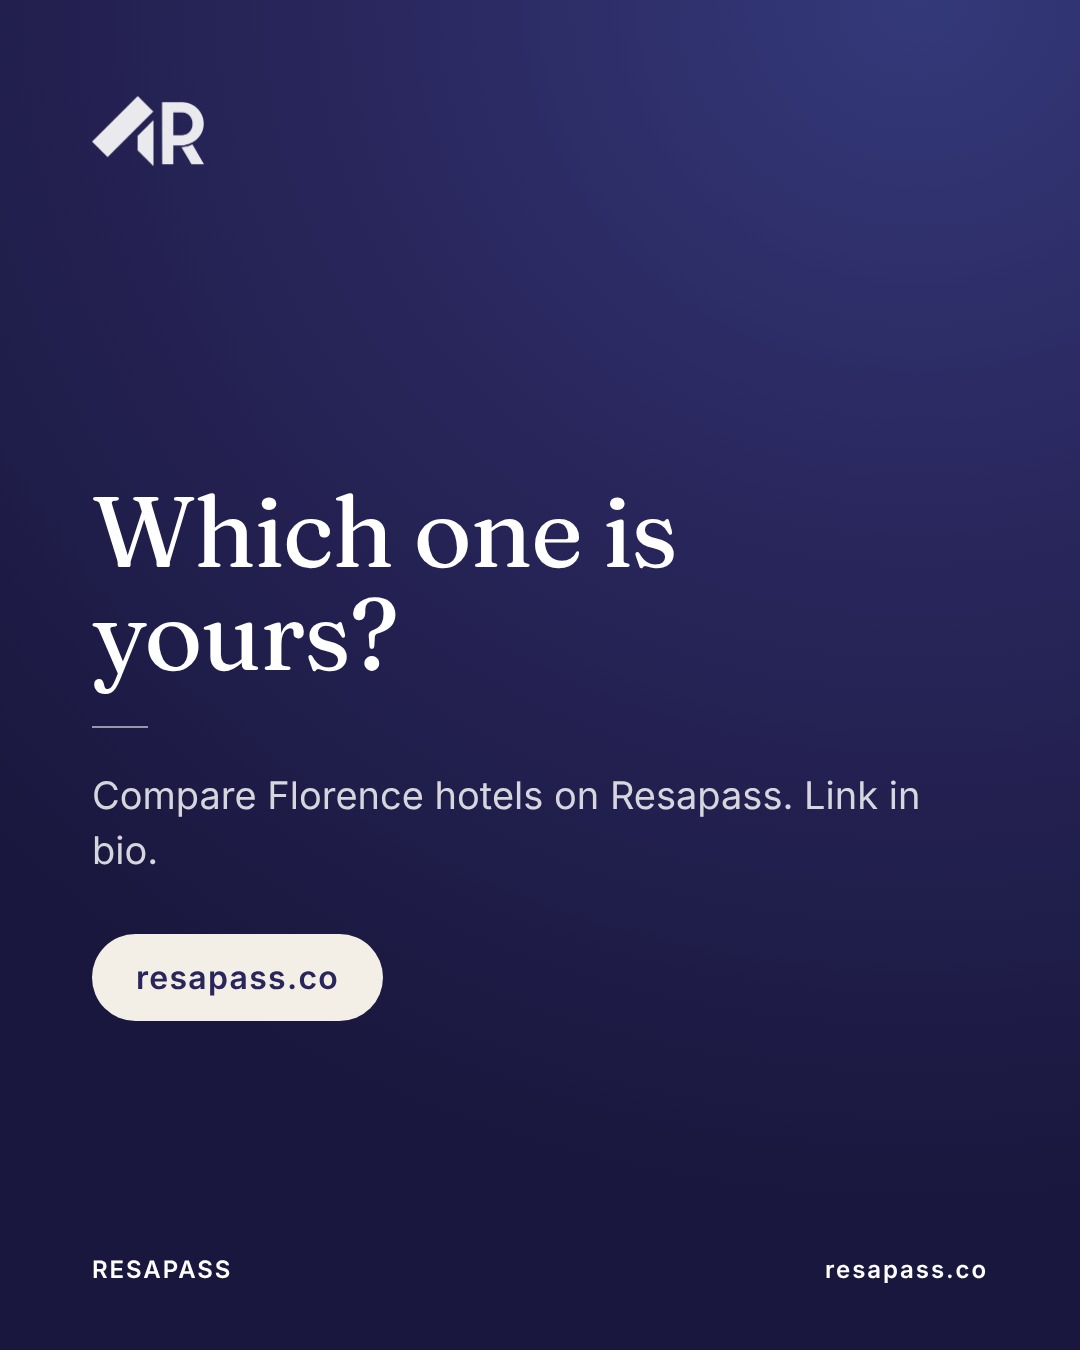 R
Which one is
yours?
Compare Florence hotels on Resapass. Link in
bio.
resapass.co
RESAPASS
resapass.co